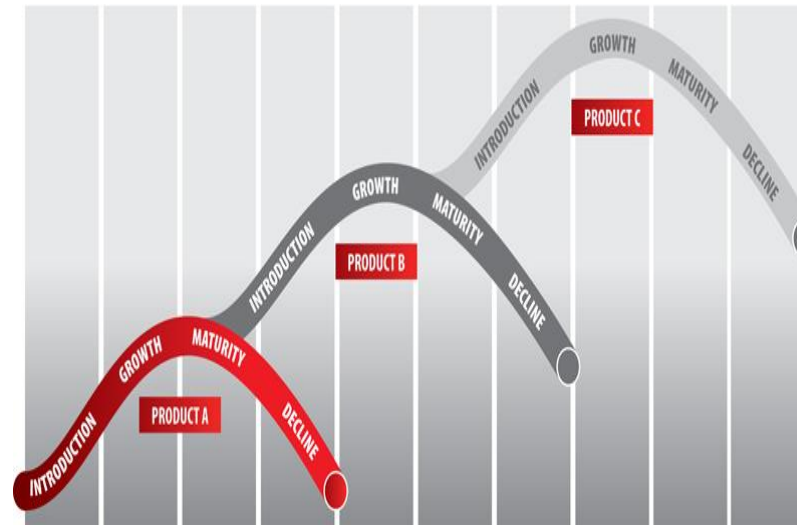 INTRODUCTION
GROWTH
MATURITY
DECLINE
PRODUCT A
INTRODUCTION
GROWTH
MATURITY
DECLINE
PRODUCT B
INTRODUCTION
GROWTH
MATURITY
DECLINE
PRODUCT C